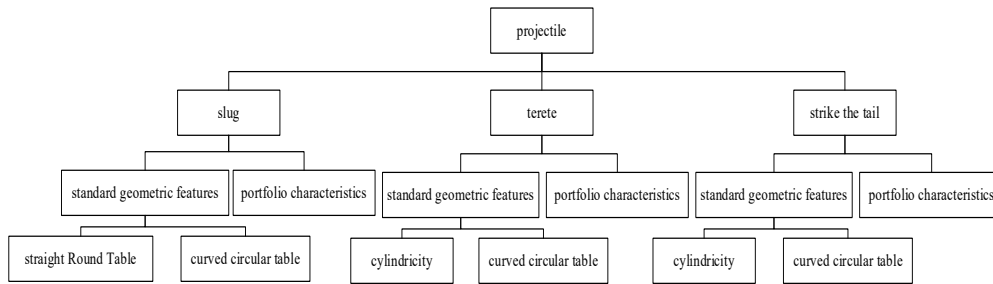 projectile
slug
terete
strike the tail
standard geometric features
portfolio characteristics
standard geometric features
portfolio characteristics
standard geometric features
portfolio characteristics
straight Round Table
curved circular table
cylindricity
curved circular table
cylindricity
curved circular table